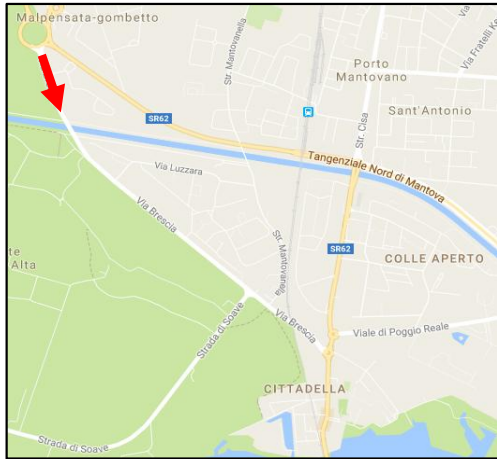 Malpensata-gombetto
Str. Mantovanella
Via Fratelli Ke
Porto
Mantovano
Sant'Antonio
SR62
Str. Cisa
Tangenziale Nord di Mantova
Via Luzzara
Via Brescia
Str. Mantovanella
SR62
COLLE APERTO
te
Alta
Strada di Soave
Via Brescia
Viale di Poggio Reale
CITTADELLA
Strada di Soave